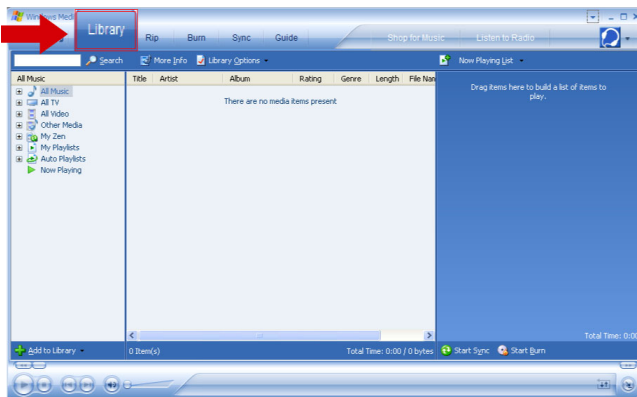 Windows Medi
Library
Rip Burn Sync Guide Shop for Music Listen to Radio
Search More Info Library Options Now Playing List
All Music
All Music
All TV
All Video
Other Media
My Zen
My Playlists
Auto Playlists
Now Playing
Title Artist Album Rating Genre Length File Nam
There are no media items present
Drag items here to build a list of items to
play.
Total Time: 0:00
Add to Library 0 Item(s) Total Time: 0:00 / 0 bytes Start Sync Start Burn